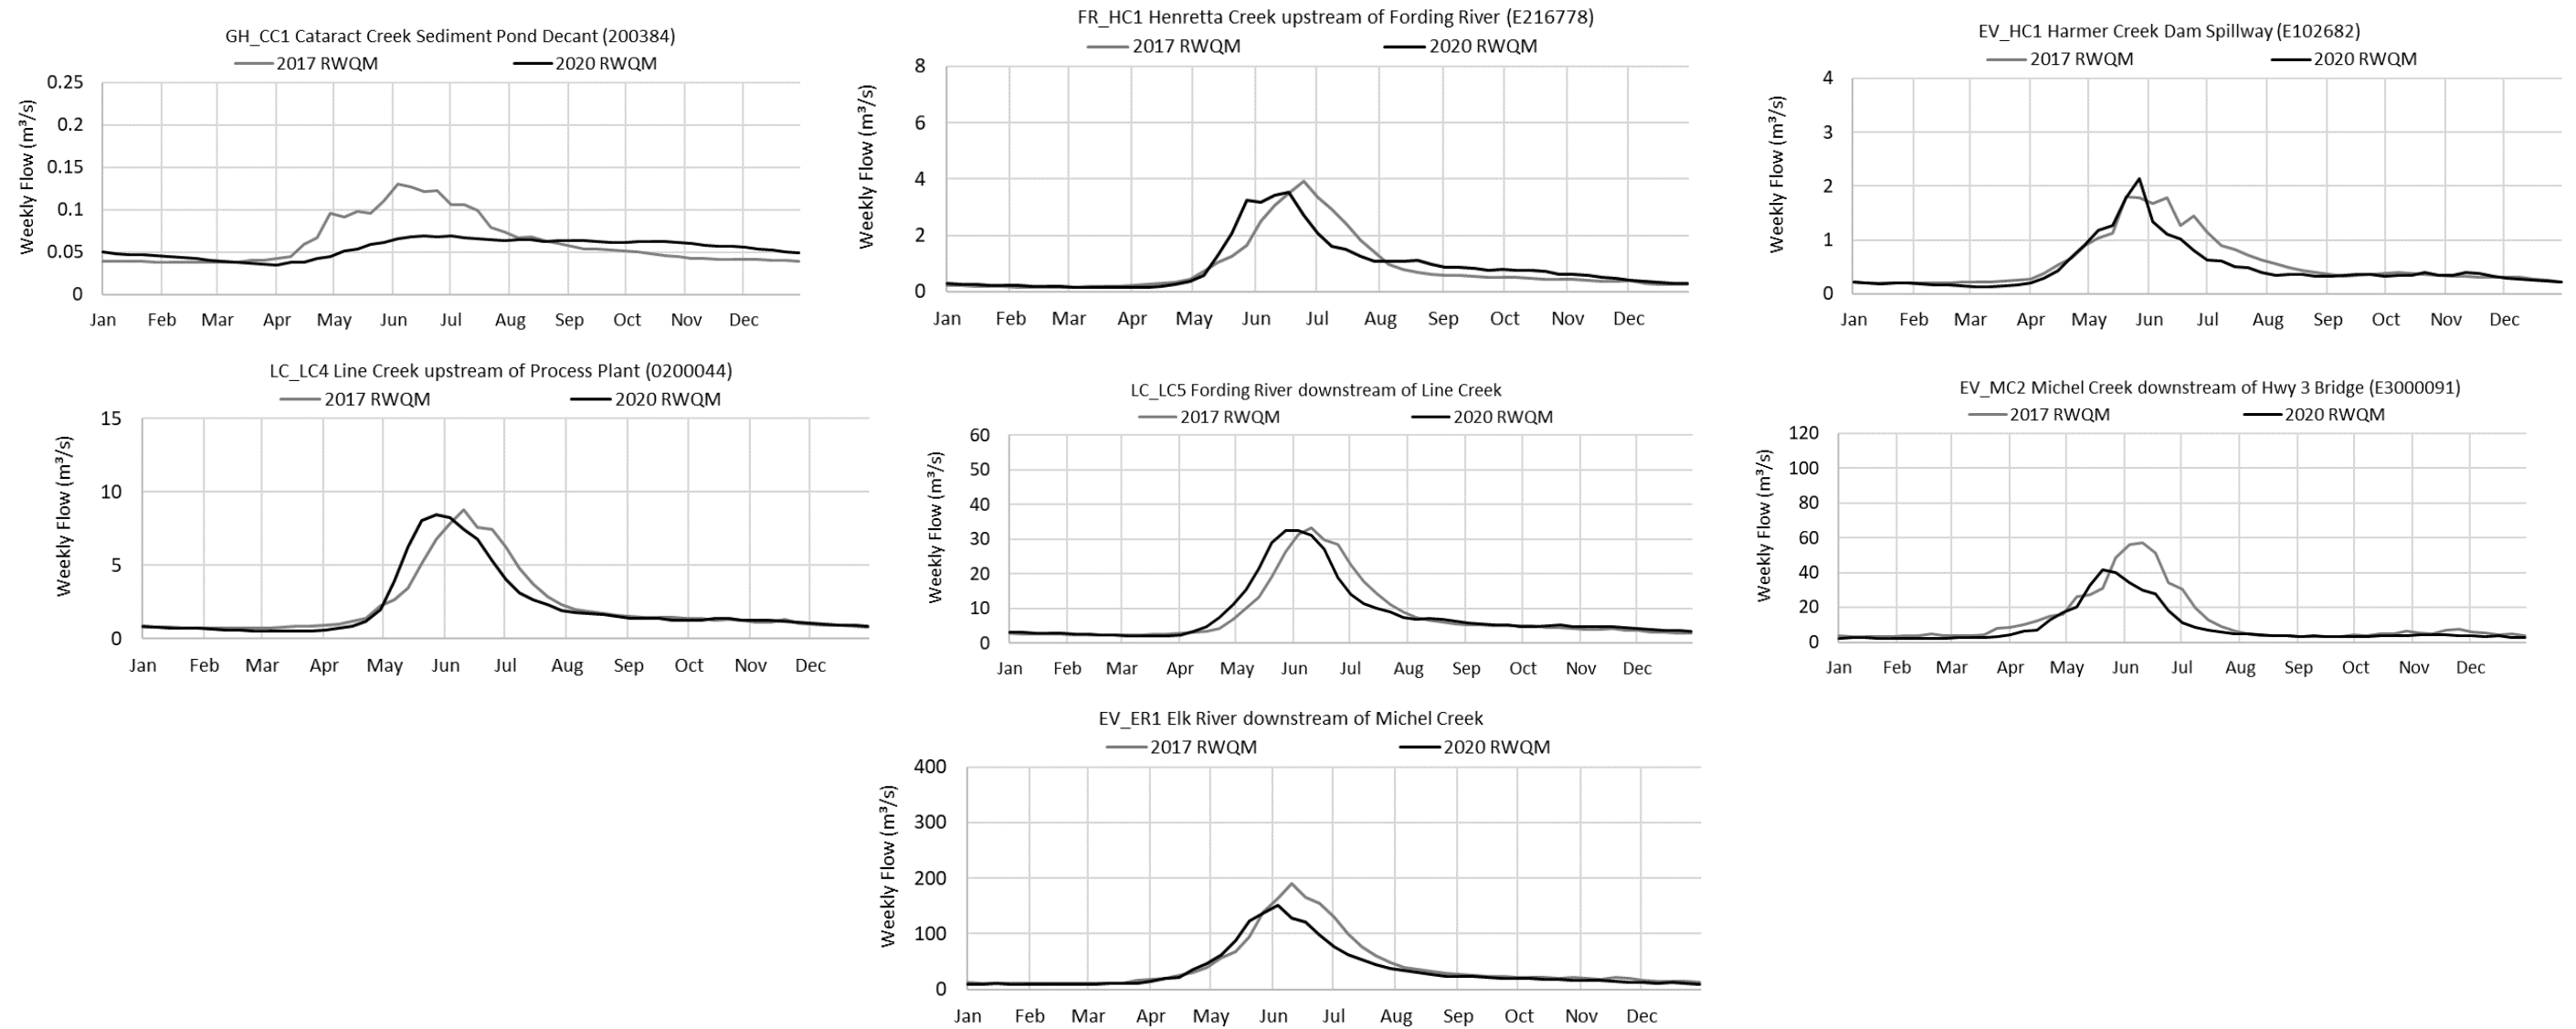 GH_CC1 Cataract Creek Sediment Pond Decant (200384)
2017 RWQM 2020 RWQM
Weekly Flow (m³/s)
0.25
0.2
0.15
0.1
0.05
0
Jan Feb Mar Apr May Jun Jul Aug Sep Oct Nov Dec
FR_HC1 Henretta Creek upstream of Fording River (E216778)
2017 RWQM 2020 RWQM
Weekly Flow (m³/s)
8
6
4
2
0
Jan Feb Mar Apr May Jun Jul Aug Sep Oct Nov Dec
EV_HC1 Harmer Creek Dam Spillway (E102682)
2017 RWQM 2020 RWQM
Weekly Flow (m³/s)
4
3
2
1
0
Jan Feb Mar Apr May Jun Jul Aug Sep Oct Nov Dec
LC_LC4 Line Creek upstream of Process Plant (0200044)
2017 RWQM 2020 RWQM
Weekly Flow (m³/s)
15
10
5
0
Jan Feb Mar Apr May Jun Jul Aug Sep Oct Nov Dec
LC_LC5 Fording River downstream of Line Creek
2017 RWQM 2020 RWQM
Weekly Flow (m³/s)
60
50
40
30
20
10
0
Jan Feb Mar Apr May Jun Jul Aug Sep Oct Nov Dec
EV_MC2 Michel Creek downstream of Hwy 3 Bridge (E3000091)
2017 RWQM 2020 RWQM
Weekly Flow (m³/s)
120
100
80
60
40
20
0
Jan Feb Mar Apr May Jun Jul Aug Sep Oct Nov Dec
EV_ER1 Elk River downstream of Michel Creek
2017 RWQM 2020 RWQM
Weekly Flow (m³/s)
400
300
200
100
0
Jan Feb Mar Apr May Jun Jul Aug Sep Oct Nov Dec